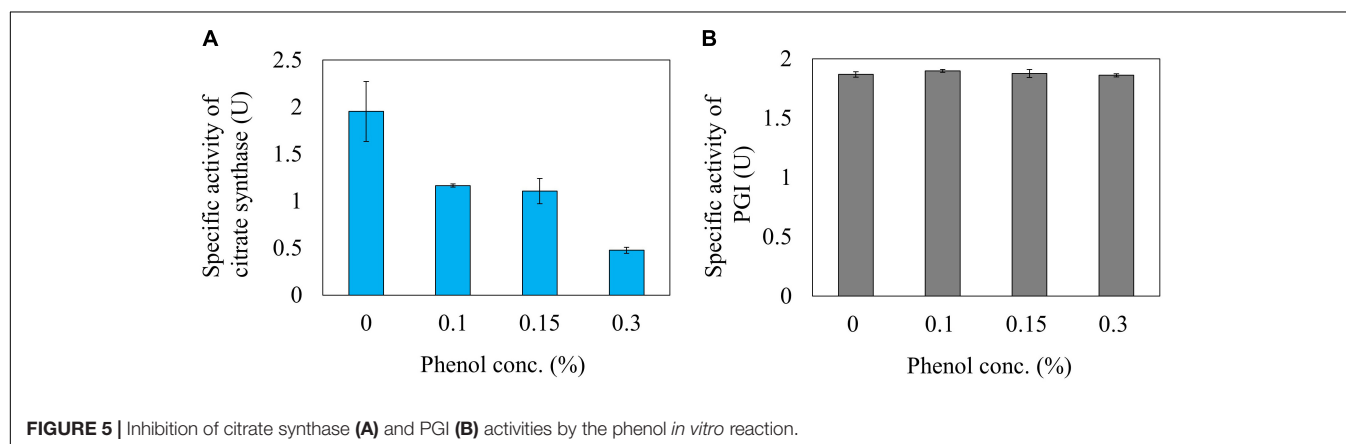 A
Specific activity of
citrate synthase (U)
2.5
2
1.5
1
0.5
0
0 0.1 0.15 0.3
Phenol conc. (%)
B
Specific activity of
PGI (U)
2
1.5
1
0.5
0
0 0.1 0.15 0.3
Phenol conc. (%)
FIGURE 5 | Inhibition of citrate synthase (A) and PGI (B) activities by the phenol in vitro reaction.